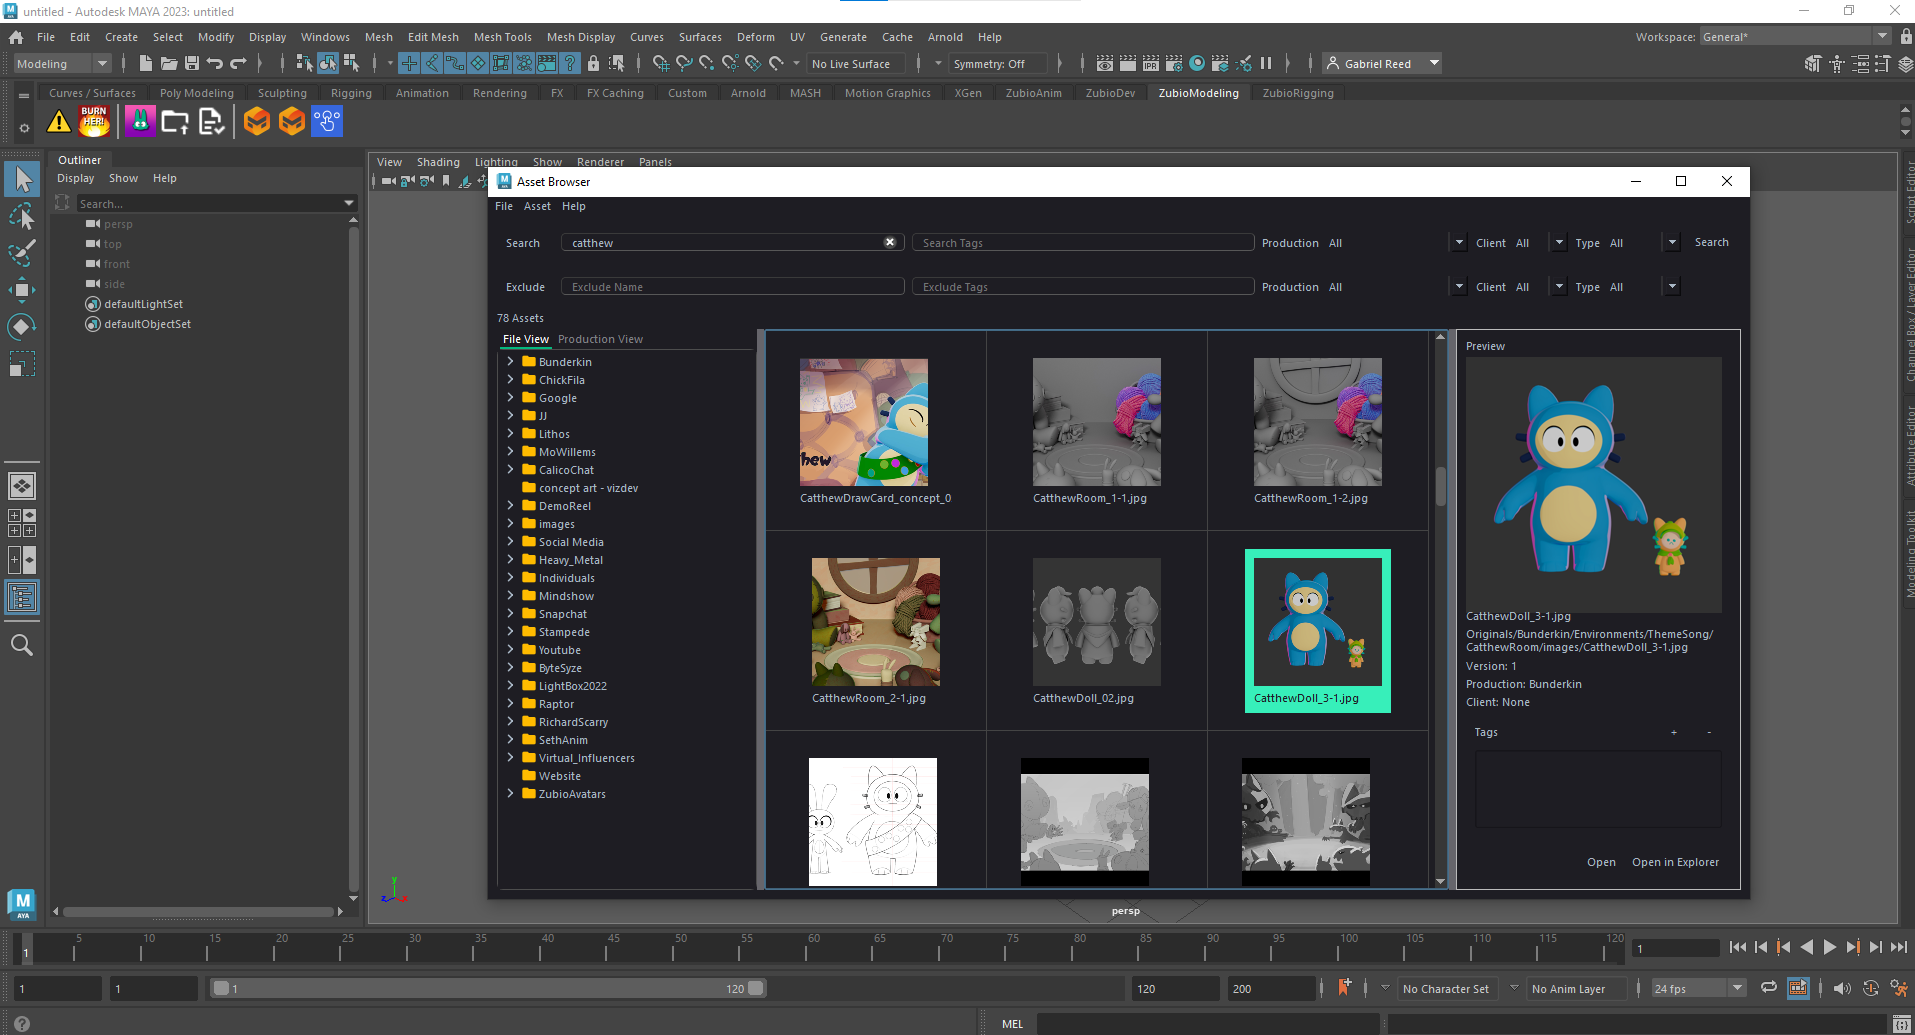 untitled - Autodesk MAYA 2023: untitled
File Edit Create Select Modify Display Windows Mesh Edit Mesh Mesh Tools Mesh Display Curves Surfaces Deform UV Generate Cache Arnold Help
Workspace: General*
Modeling
No Live Surface
Symmetry: Off
Gabriel Reed
Curves / Surfaces Poly Modeling Sculpting Rigging Animation Rendering FX FX Caching Custom Arnold MASH Motion Graphics XGen ZubioAnim ZubioDev ZubioModeling ZubioRigging
BURN
HER!
IPR
Outliner
Display Show Help
Search...
persp
top
front
side
defaultLightSet
defaultObjectSet
View Shading Lighting Show Renderer Panels
Asset Browser
File Asset Help
Search catthew Search Tags Production All Client All Type All Search
Exclude Exclude Name Exclude Tags Production All Client All Type All
78 Assets
File View Production View
Bunderkin
ChickFila
Google
JJ
Lithos
MoWillems
CalicoChat
concept art - vizdev
DemoReel
images
Social Media
Heavy_Metal
Individuals
Mindshow
Snapchat
Stampede
Youtube
ByteSyze
LightBox2022
Raptor
RichardScarry
SethAnim
Virtual_Influencers
Website
ZubioAvatars
hew
CatthewDrawCard_concept_0
CatthewRoom_1-1.jpg
CatthewRoom_1-2.jpg
CatthewRoom_2-1.jpg
CatthewDoll_02.jpg
CatthewDoll_3-1.jpg
Preview
CatthewDoll_3-1.jpg
Originals/Bunderkin/Environments/ThemeSong/
CatthewRoom/images/CatthewDoll_3-1.jpg
Version: 1
Production: Bunderkin
Client: None
Tags + -
Open Open in Explorer
Script Editor
Channel Box / Layer Editor
Attribute Editor
Modeling Toolkit
M
AYA
y
z
x
persp
1 5 10 15 20 25 30 35 40 45 50 55 60 65 70 75 80 85 90 95 100 105 110 115 120
1
1 1 1 120 120 200
No Character Set
No Anim Layer
24 fps
MEL